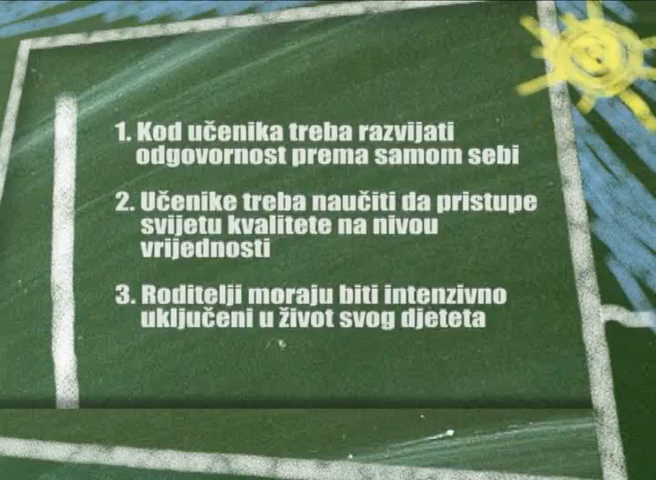 1. Kod učenika treba razvijati
odgovornost prema samom sebi
2. Učenike treba naučiti da pristupe
svijetu kvalitete na nivou
vrijednosti
3. Roditelji moraju biti intenzivno
uključeni u život svog djeteta